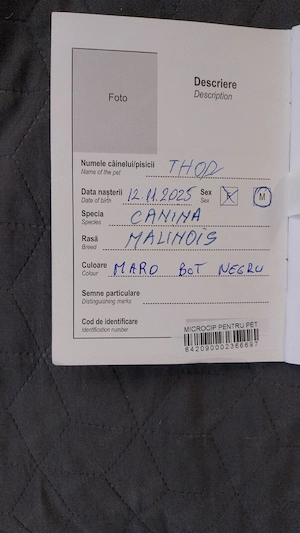 Foto
Descriere
Description
Numele câinelui/pisicii THOR
Name of the pet
Data nașterii 12.11.2025 Sex F M
Date of birth Sex
Specia CANINA
Species
Rasă MALINOIS
Breed
Culoare MARO BOT NEGRU
Colour
Semne particulare
Distinguishing marks
Cod de identificare
Identification number
MICROCIP PENTRU PET
642090002366697